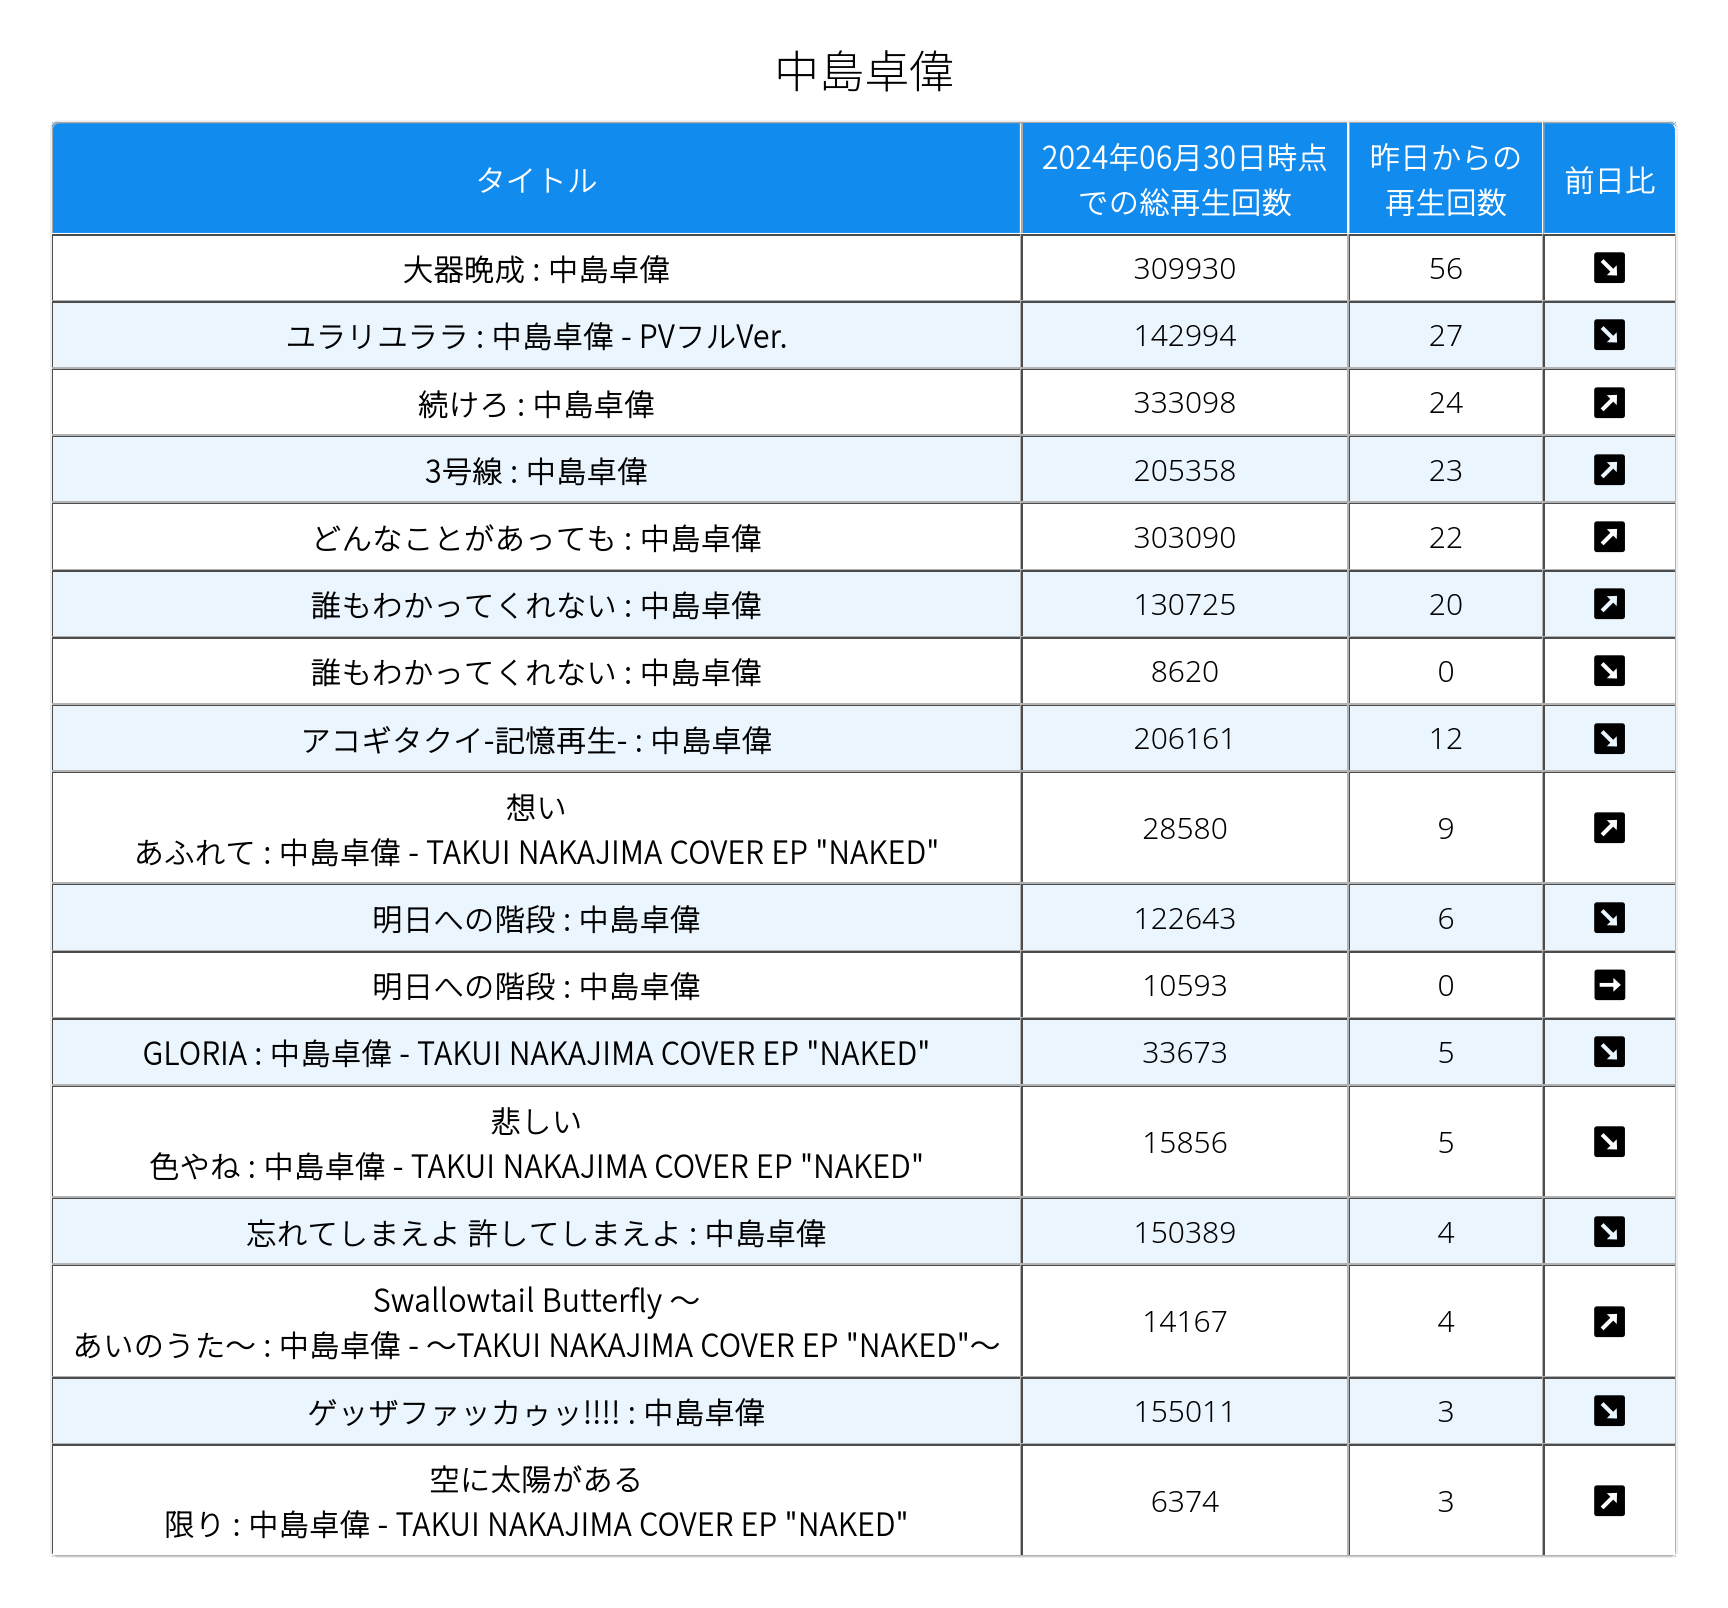 中島卓偉
タイトル
2024年06月30日時点
での総再生回数
昨日からの
再生回数
前日比
大器晩成 : 中島卓偉
309930
56
↘
ユラリユララ : 中島卓偉 - PVフルVer.
142994
27
↘
続けろ : 中島卓偉
333098
24
↗
3号線 : 中島卓偉
205358
23
↗
どんなことがあっても : 中島卓偉
303090
22
↗
誰もわかってくれない : 中島卓偉
130725
20
↗
誰もわかってくれない : 中島卓偉
8620
0
↘
アコギタクイ-記憶再生- : 中島卓偉
206161
12
↘
想い
あふれて : 中島卓偉 - TAKUI NAKAJIMA COVER EP "NAKED"
28580
9
↗
明日への階段 : 中島卓偉
122643
6
↘
明日への階段 : 中島卓偉
10593
0
→
GLORIA : 中島卓偉 - TAKUI NAKAJIMA COVER EP "NAKED"
33673
5
↘
悲しい
色やね : 中島卓偉 - TAKUI NAKAJIMA COVER EP "NAKED"
15856
5
↘
忘れてしまえよ 許してしまえよ : 中島卓偉
150389
4
↘
Swallowtail Butterfly 〜
あいのうた〜 : 中島卓偉 - 〜TAKUI NAKAJIMA COVER EP "NAKED"〜
14167
4
↗
ゲッザファッカゥッ!!!! : 中島卓偉
155011
3
↘
空に太陽がある
限り : 中島卓偉 - TAKUI NAKAJIMA COVER EP "NAKED"
6374
3
↗